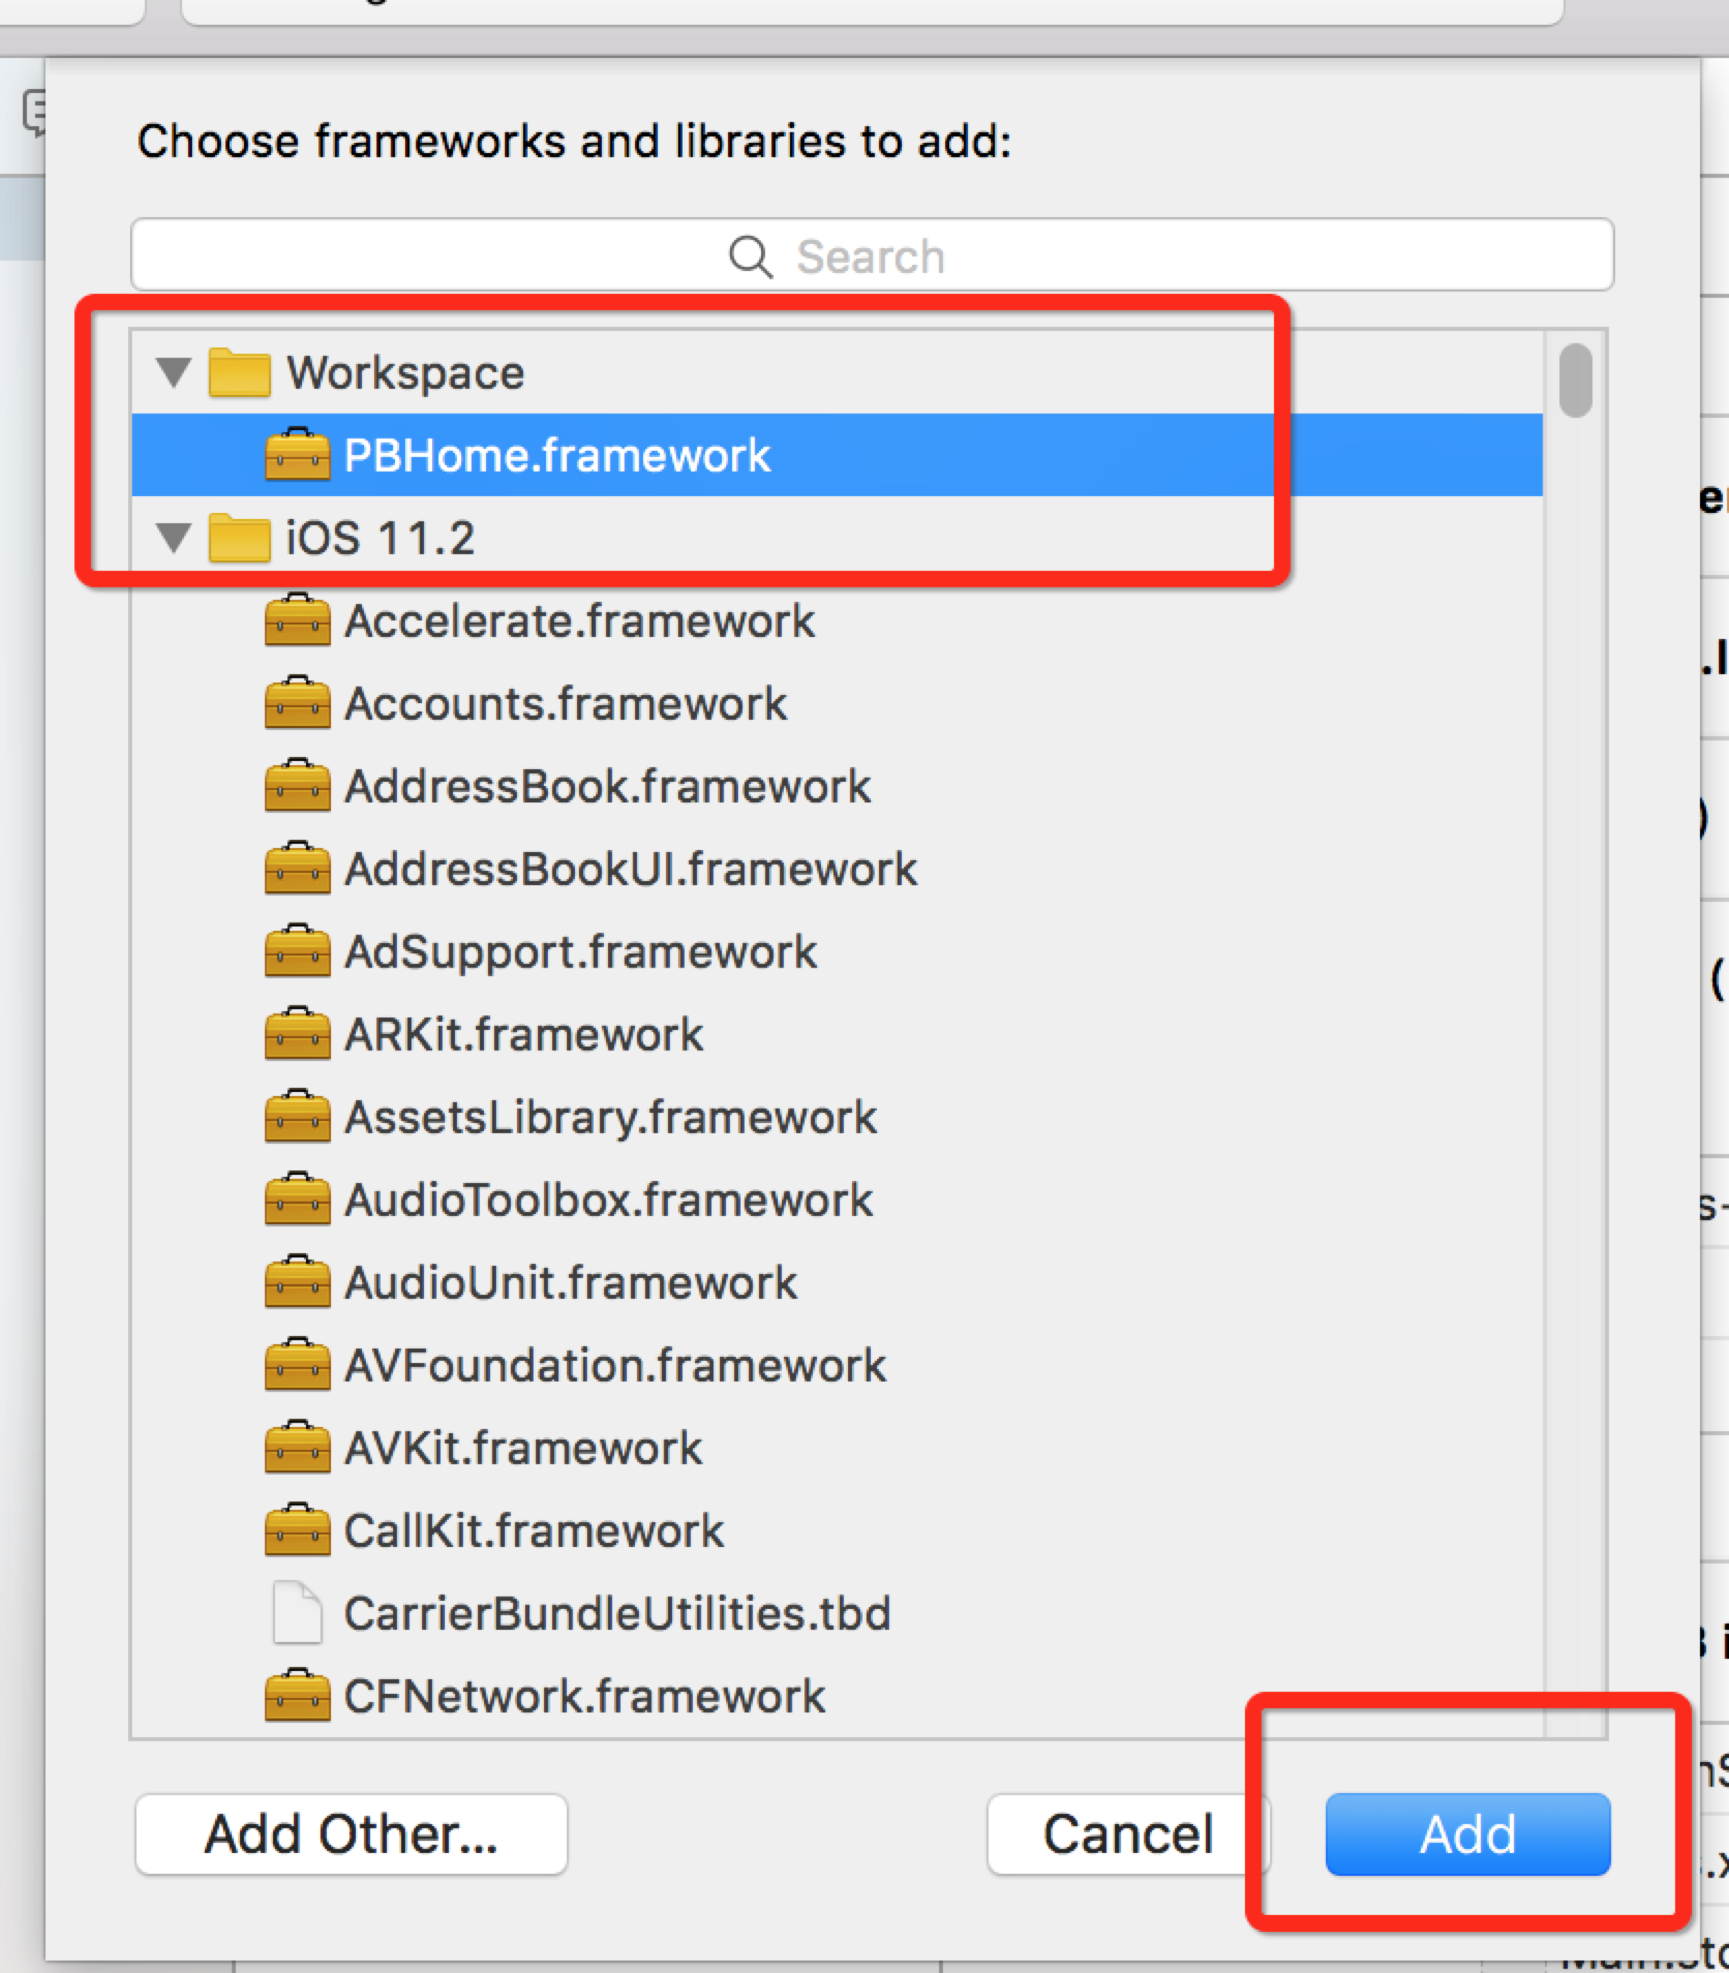 Choose frameworks and libraries to add:
Search
Workspace
PBHome.framework
iOS 11.2
Accelerate.framework
Accounts.framework
AddressBook.framework
AddressBookUI.framework
AdSupport.framework
ARKit.framework
AssetsLibrary.framework
AudioToolbox.framework
AudioUnit.framework
AVFoundation.framework
AVKit.framework
CallKit.framework
CarrierBundleUtilities.tbd
CFNetwork.framework
Add Other...
Cancel
Add